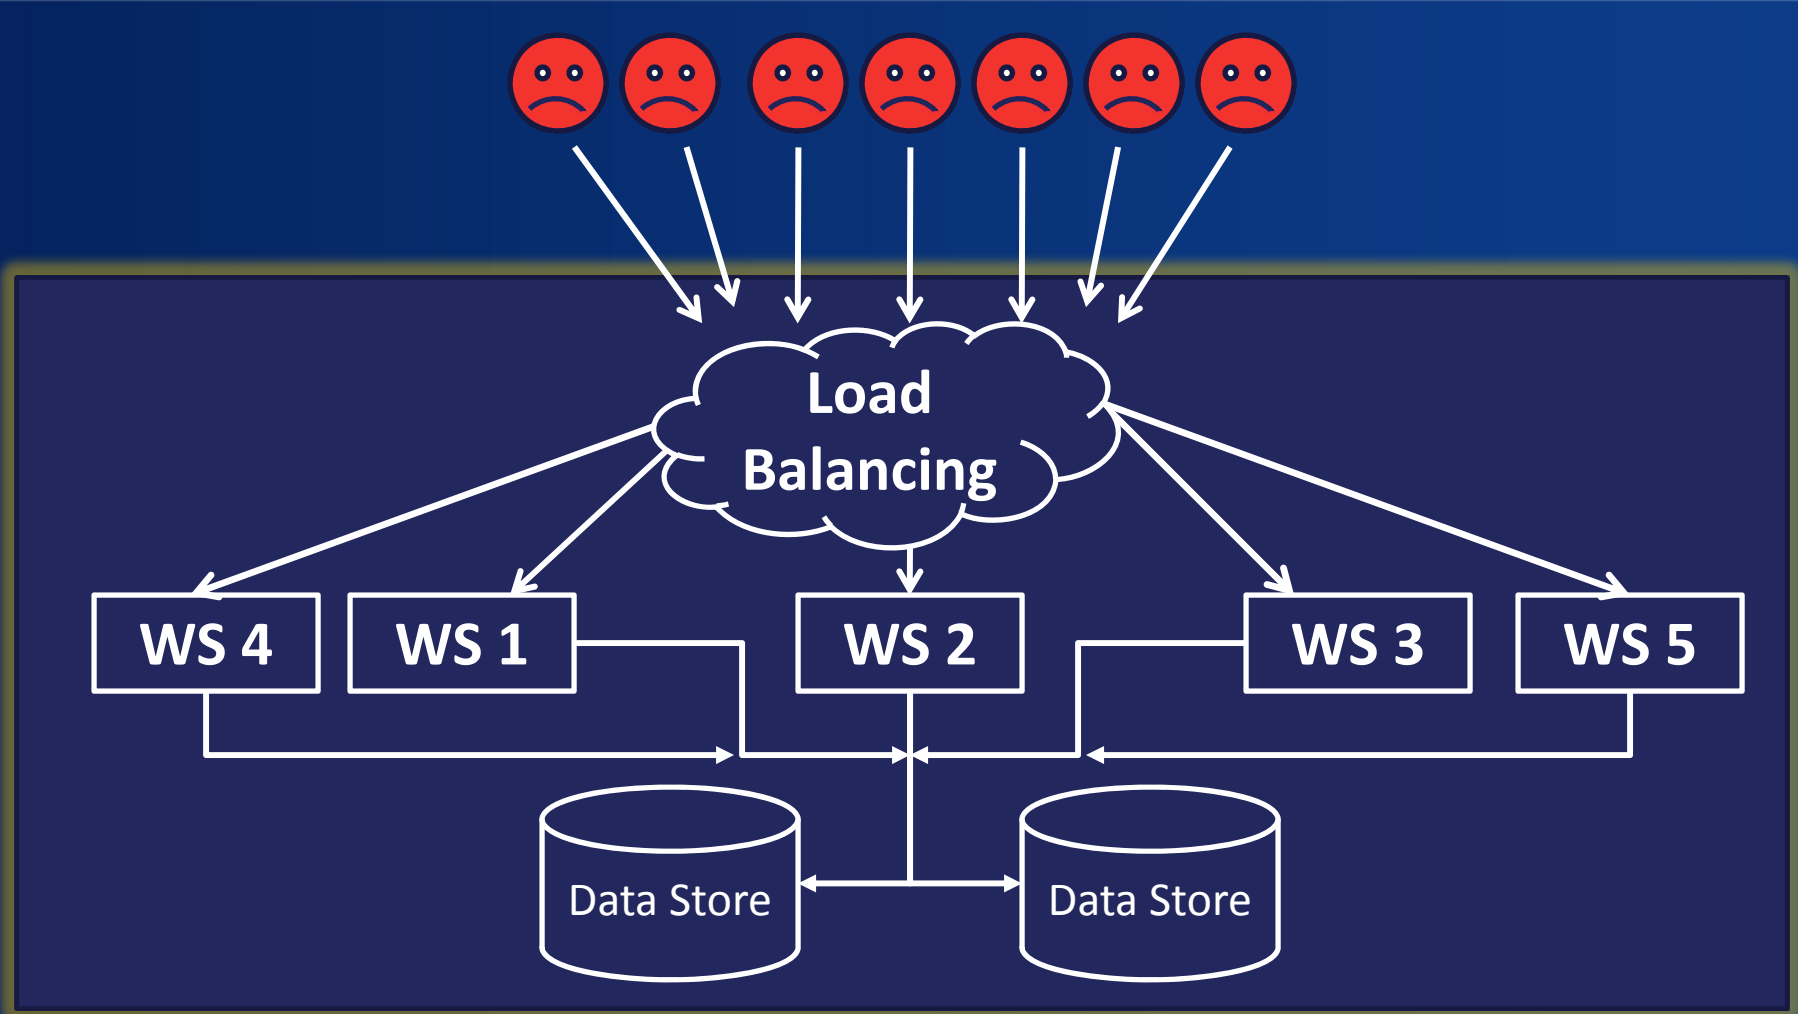 Load
Balancing
WS 4
WS 1
WS 2
WS 3
WS 5
Data Store
Data Store